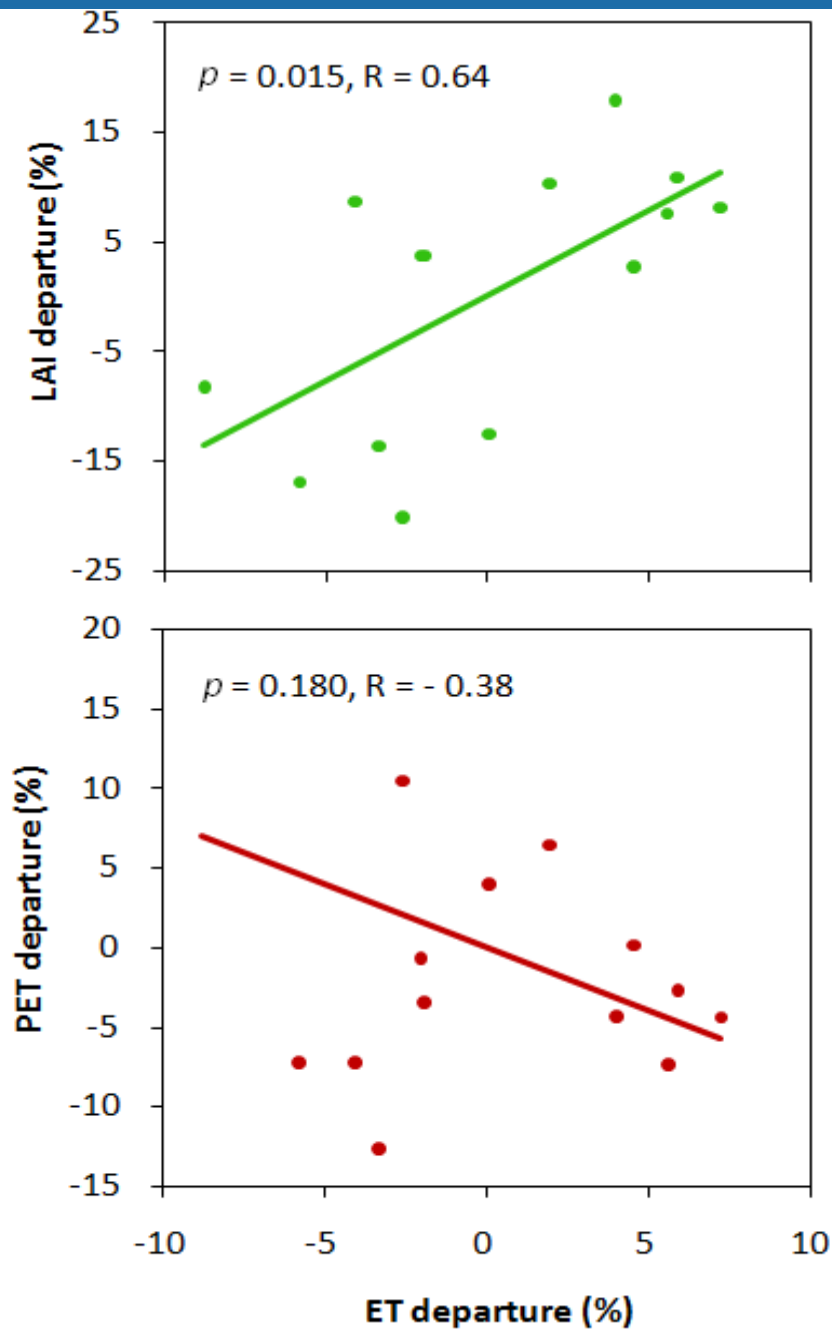 25
p = 0.015, R = 0.64
15
5
-5
-15
-25
LAI departure (%)
20
p = 0.180, R = - 0.38
15
10
5
0
-5
-10
-15
PET departure (%)
-10 -5 0 5 10
ET departure (%)